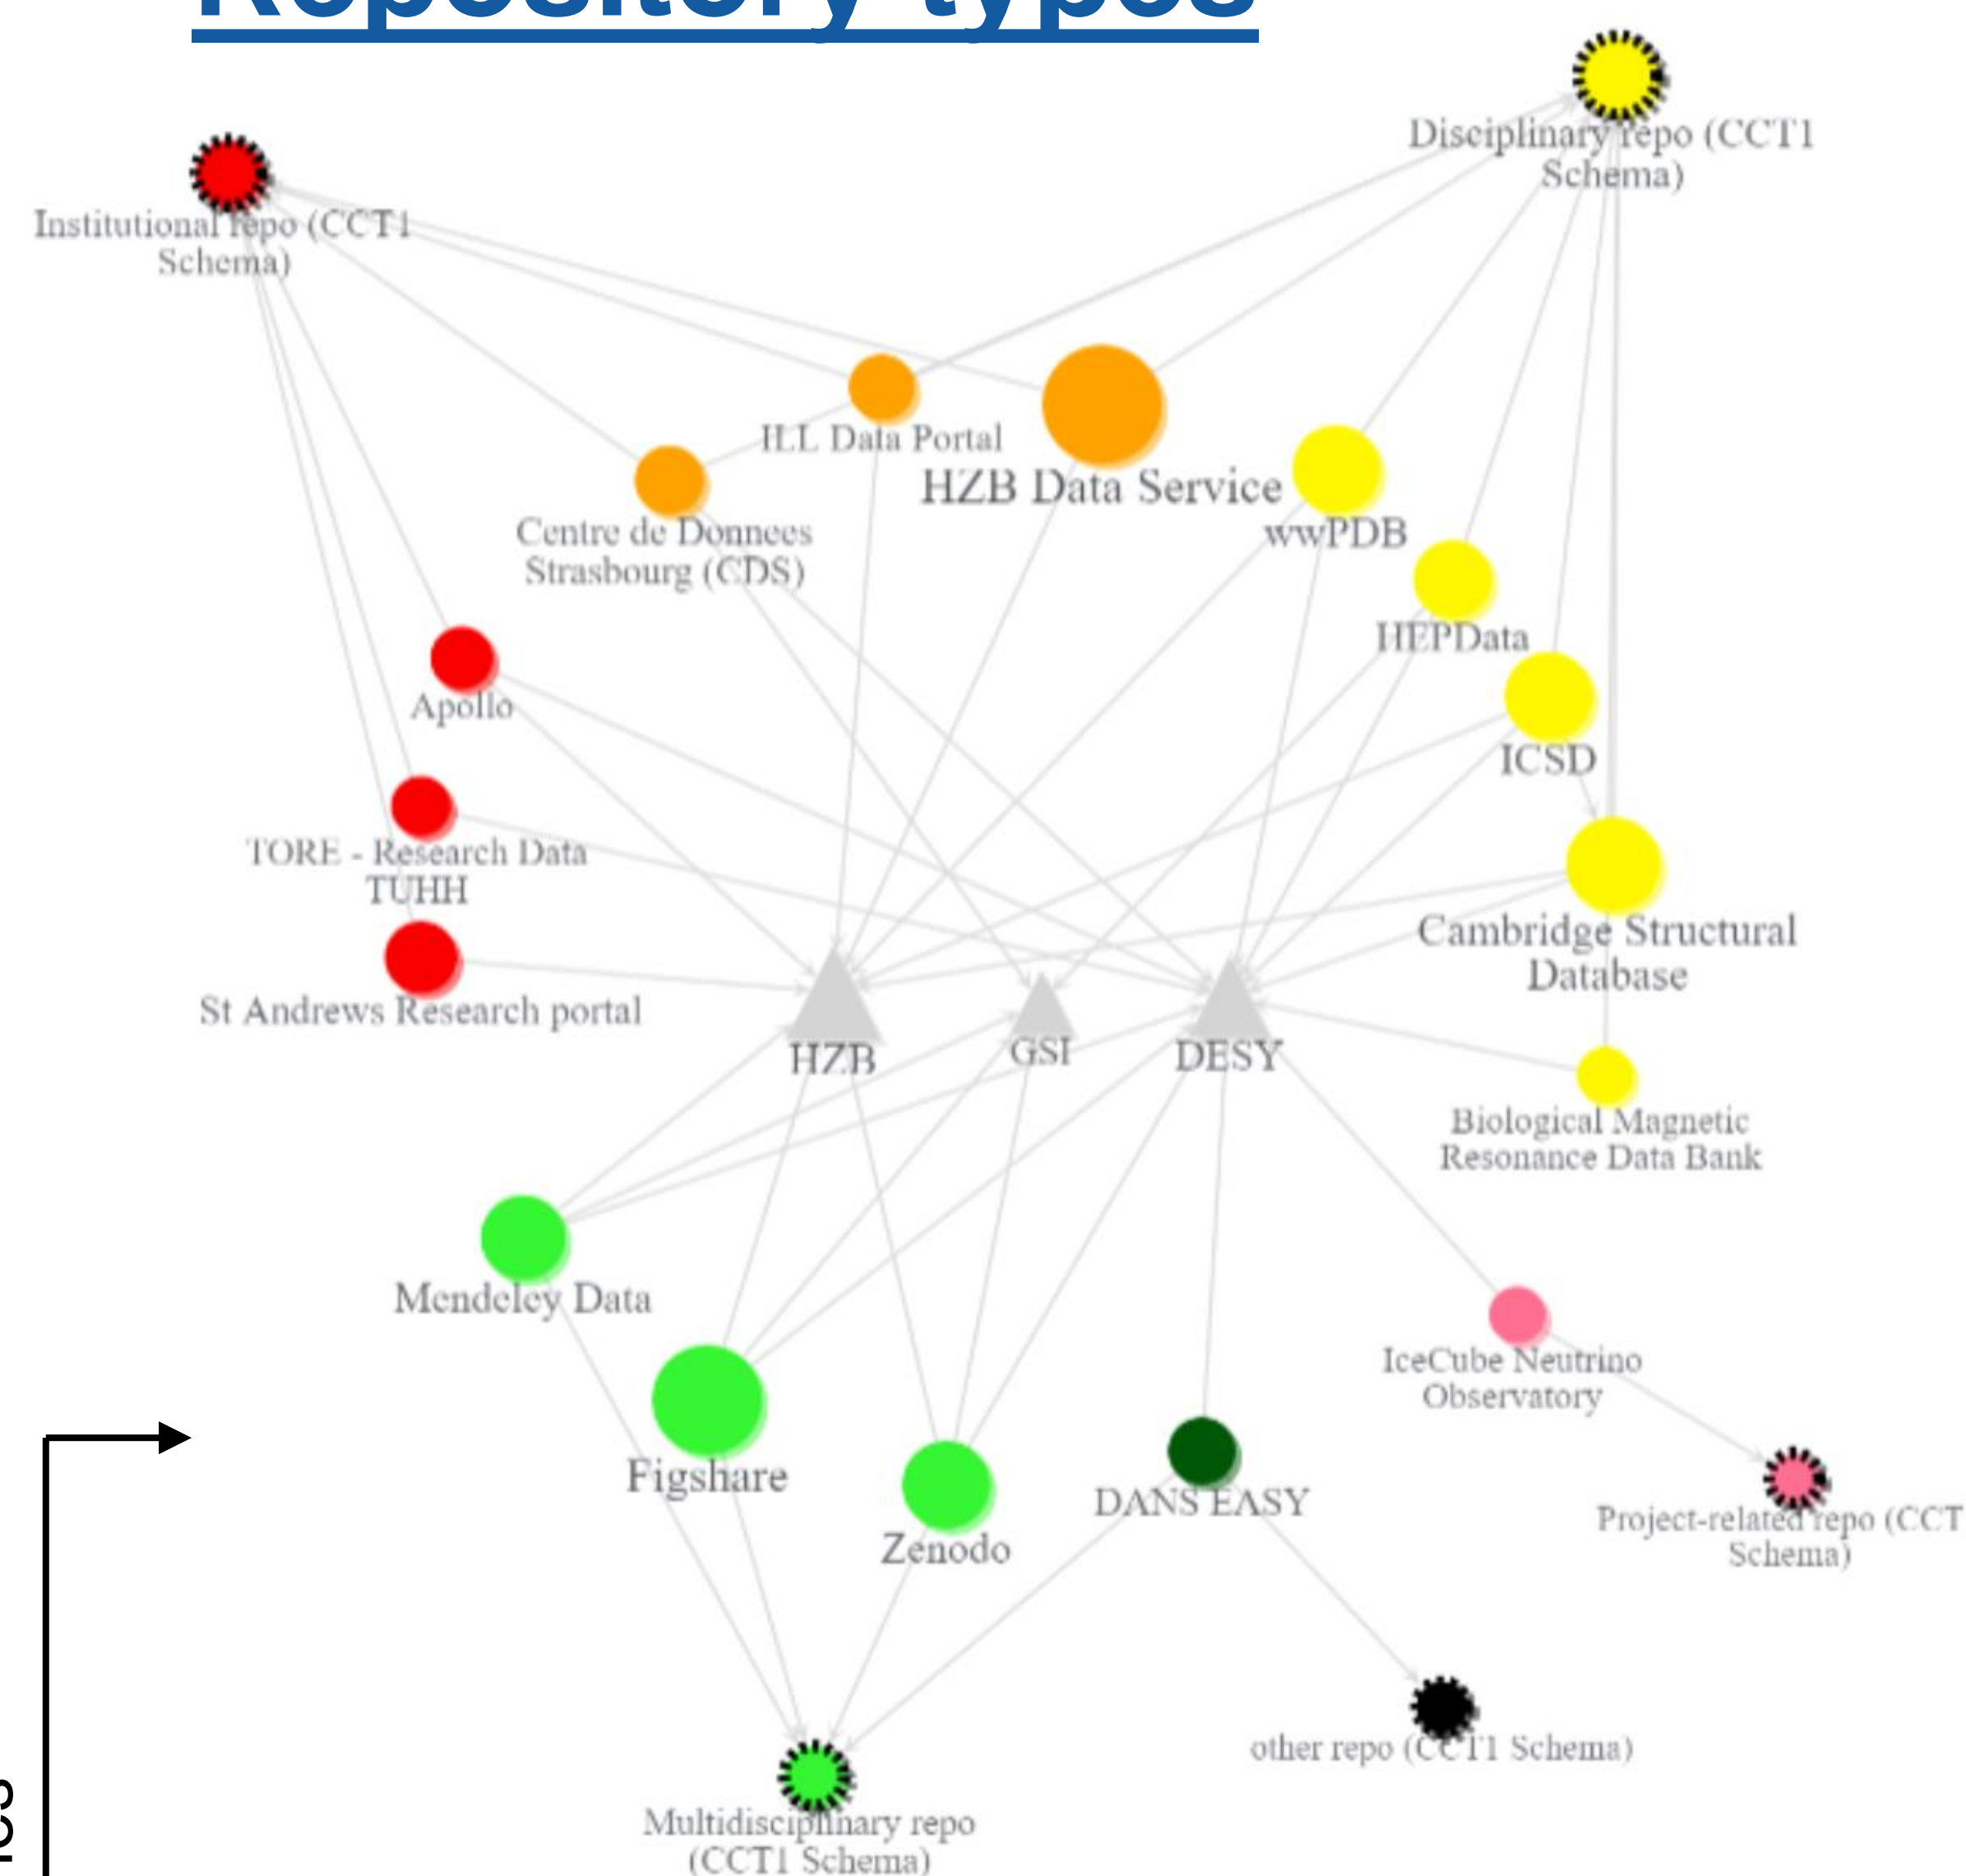 Repository types
Disciplinary repo (CCT1
Schema)
Institutional repo (CCT1
Schema)
ILL Data Portal
HZB Data Service
wwPDB
Centre de Donnees
Strasbourg (CDS)
HEPData
Apollo
ICSD
TORE - Research Data
TUHH
Cambridge Structural
Database
St Andrews Research portal
HZB
GSI
DESY
Biological Magnetic
Resonance Data Bank
Mendeley Data
IceCube Neutrino
Observatory
Figshare
DANS EASY
Zenodo
Project-related repo (CCT
Schema)
other repo (CCT1 Schema)
Multidisciplinary repo
(CCT1 Schema)